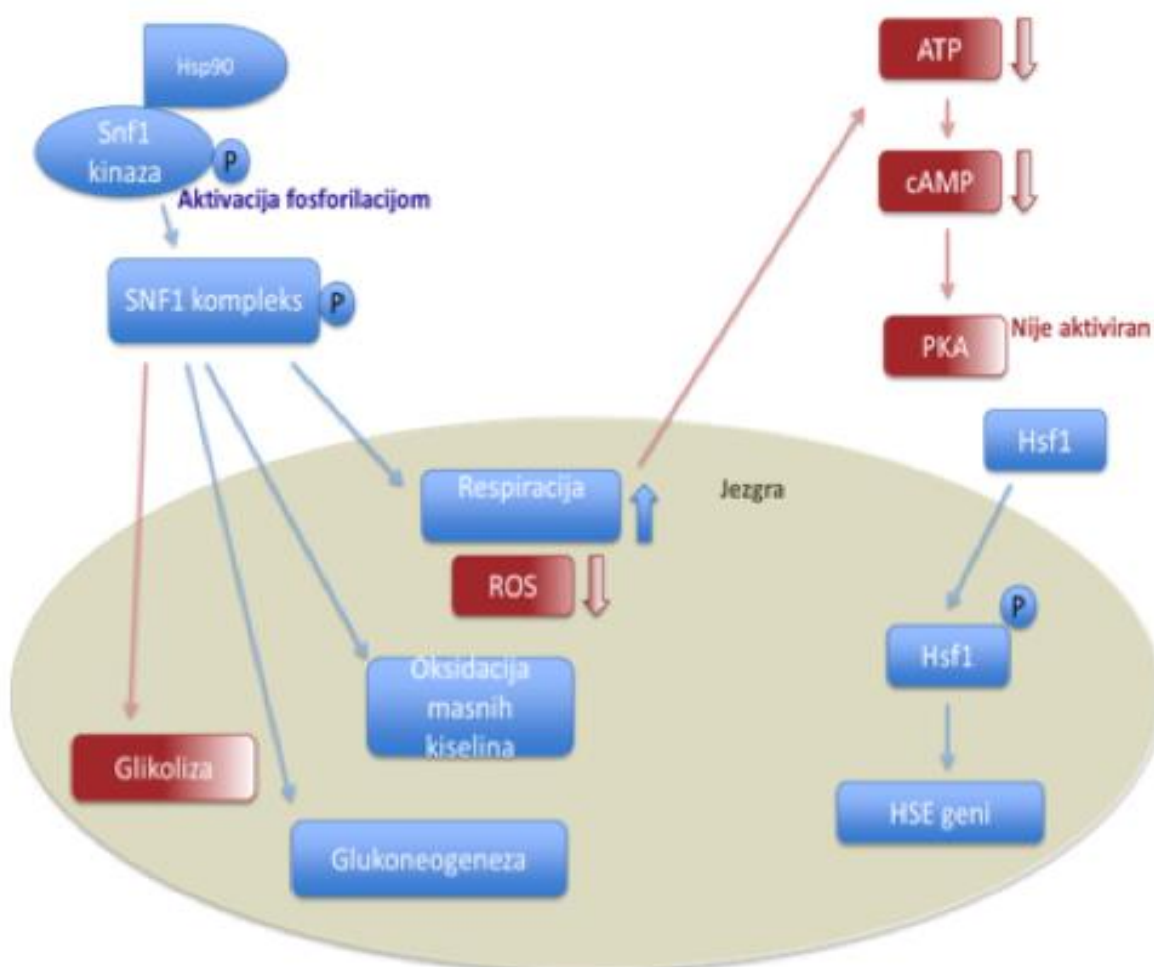 Hsp90
Snf1
kinaza
P
Aktivacija fosforilacijom
SNF1 kompleks
P
ATP
cAMP
PKA
Nije aktiviran
Hsf1
Respiracija
Jezgra
ROS
P
Hsf1
Oksidacija
masnih
kiselina
Glikoliza
HSE geni
Glukoneogeneza